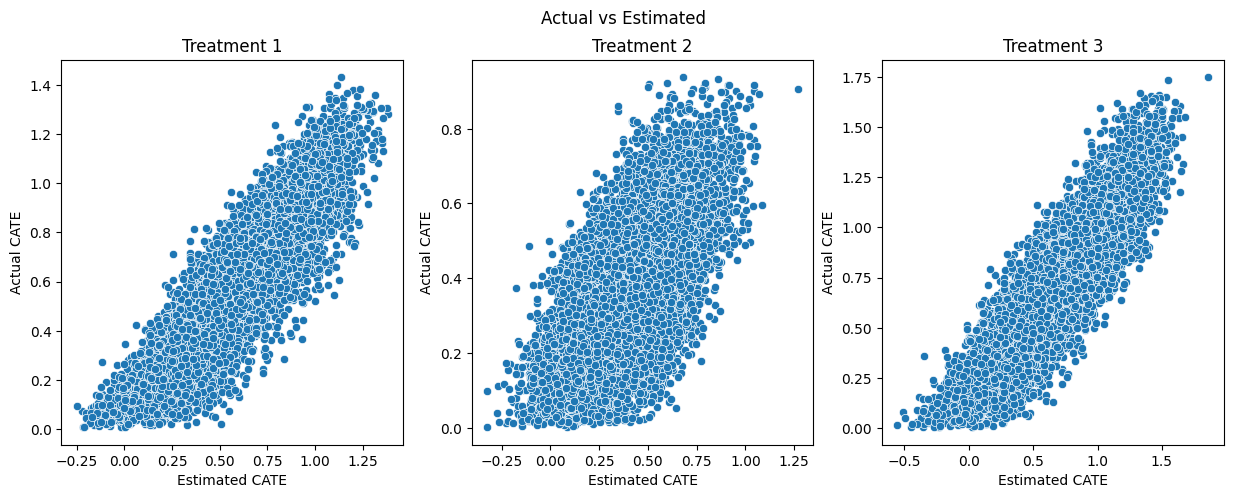 Actual vs Estimated
Treatment 1
Actual CATE
1.4
1.2
1.0
0.8
0.6
0.4
0.2
0.0
-0.25 0.00 0.25 0.50 0.75 1.00 1.25
Estimated CATE
Treatment 2
Actual CATE
0.8
0.6
0.4
0.2
0.0
-0.25 0.00 0.25 0.50 0.75 1.00 1.25
Estimated CATE
Treatment 3
Actual CATE
1.75
1.50
1.25
1.00
0.75
0.50
0.25
0.00
-0.5 0.0 0.5 1.0 1.5
Estimated CATE